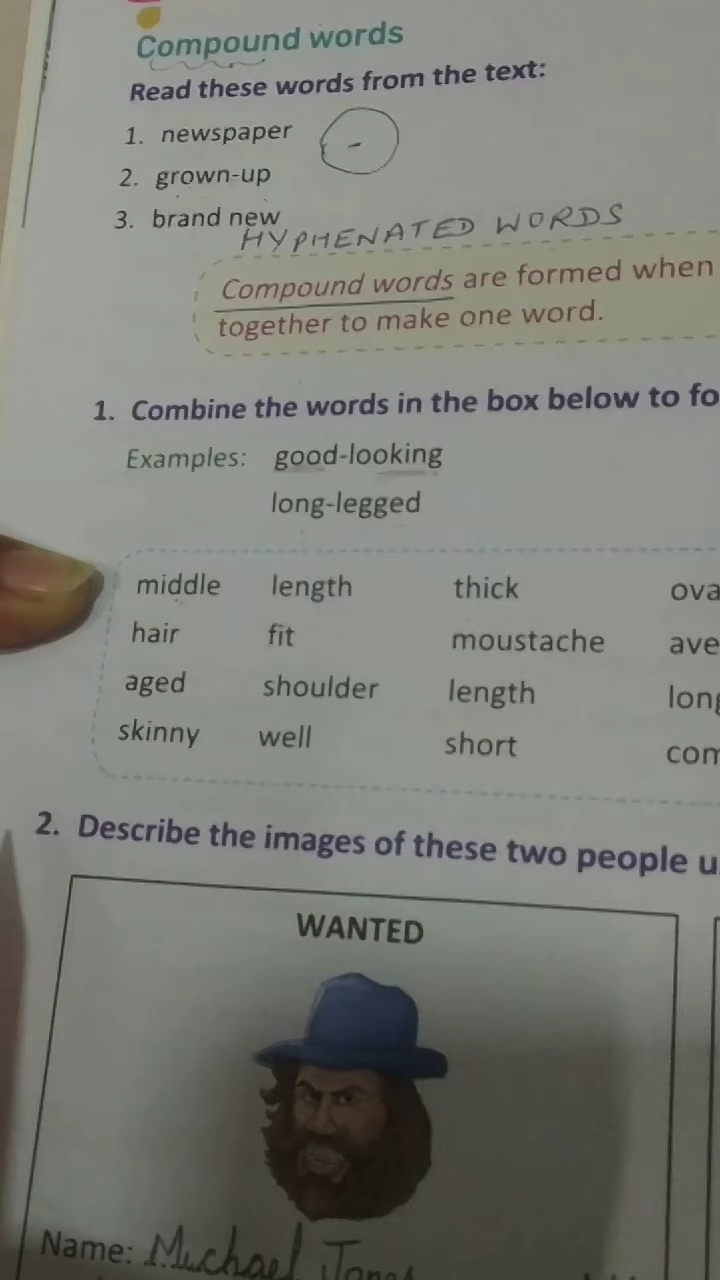 Compound words
Read these words from the text:
1. newspaper
2. grown-up
3. brand new
HYPHENATED WORDS
Compound words are formed when
together to make one word.
1. Combine the words in the box below to fo
Examples: good-looking
long-legged
middle length thick ova
hair fit moustache ave
aged shoulder length long
skinny well short com
2. Describe the images of these two people u
WANTED
Name: Michael Jones